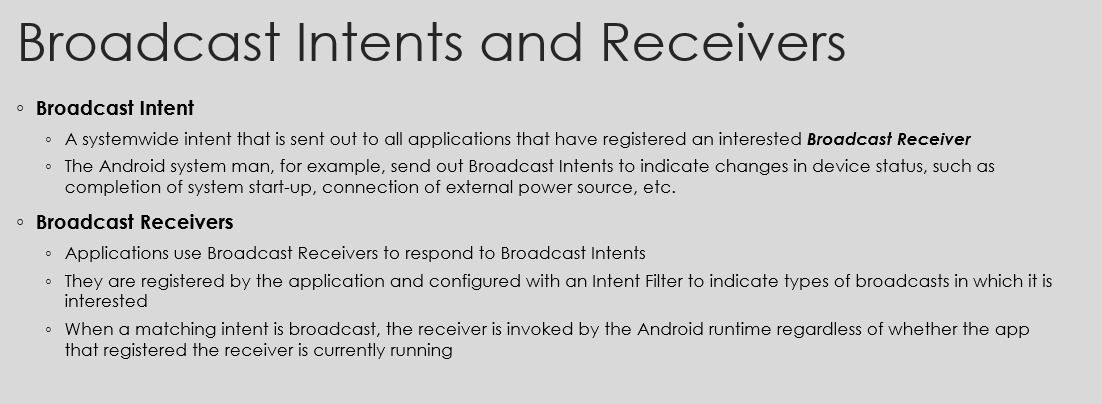 Broadcast Intents and Receivers
◦ Broadcast Intent
◦ A systemwide intent that is sent out to all applications that have registered an interested Broadcast Receiver
◦ The Android system man, for example, send out Broadcast Intents to indicate changes in device status, such as
completion of system start-up, connection of external power source, etc.
◦ Broadcast Receivers
◦ Applications use Broadcast Receivers to respond to Broadcast Intents
◦ They are registered by the application and configured with an Intent Filter to indicate types of broadcasts in which it is
interested
◦ When a matching intent is broadcast, the receiver is invoked by the Android runtime regardless of whether the app
that registered the receiver is currently running